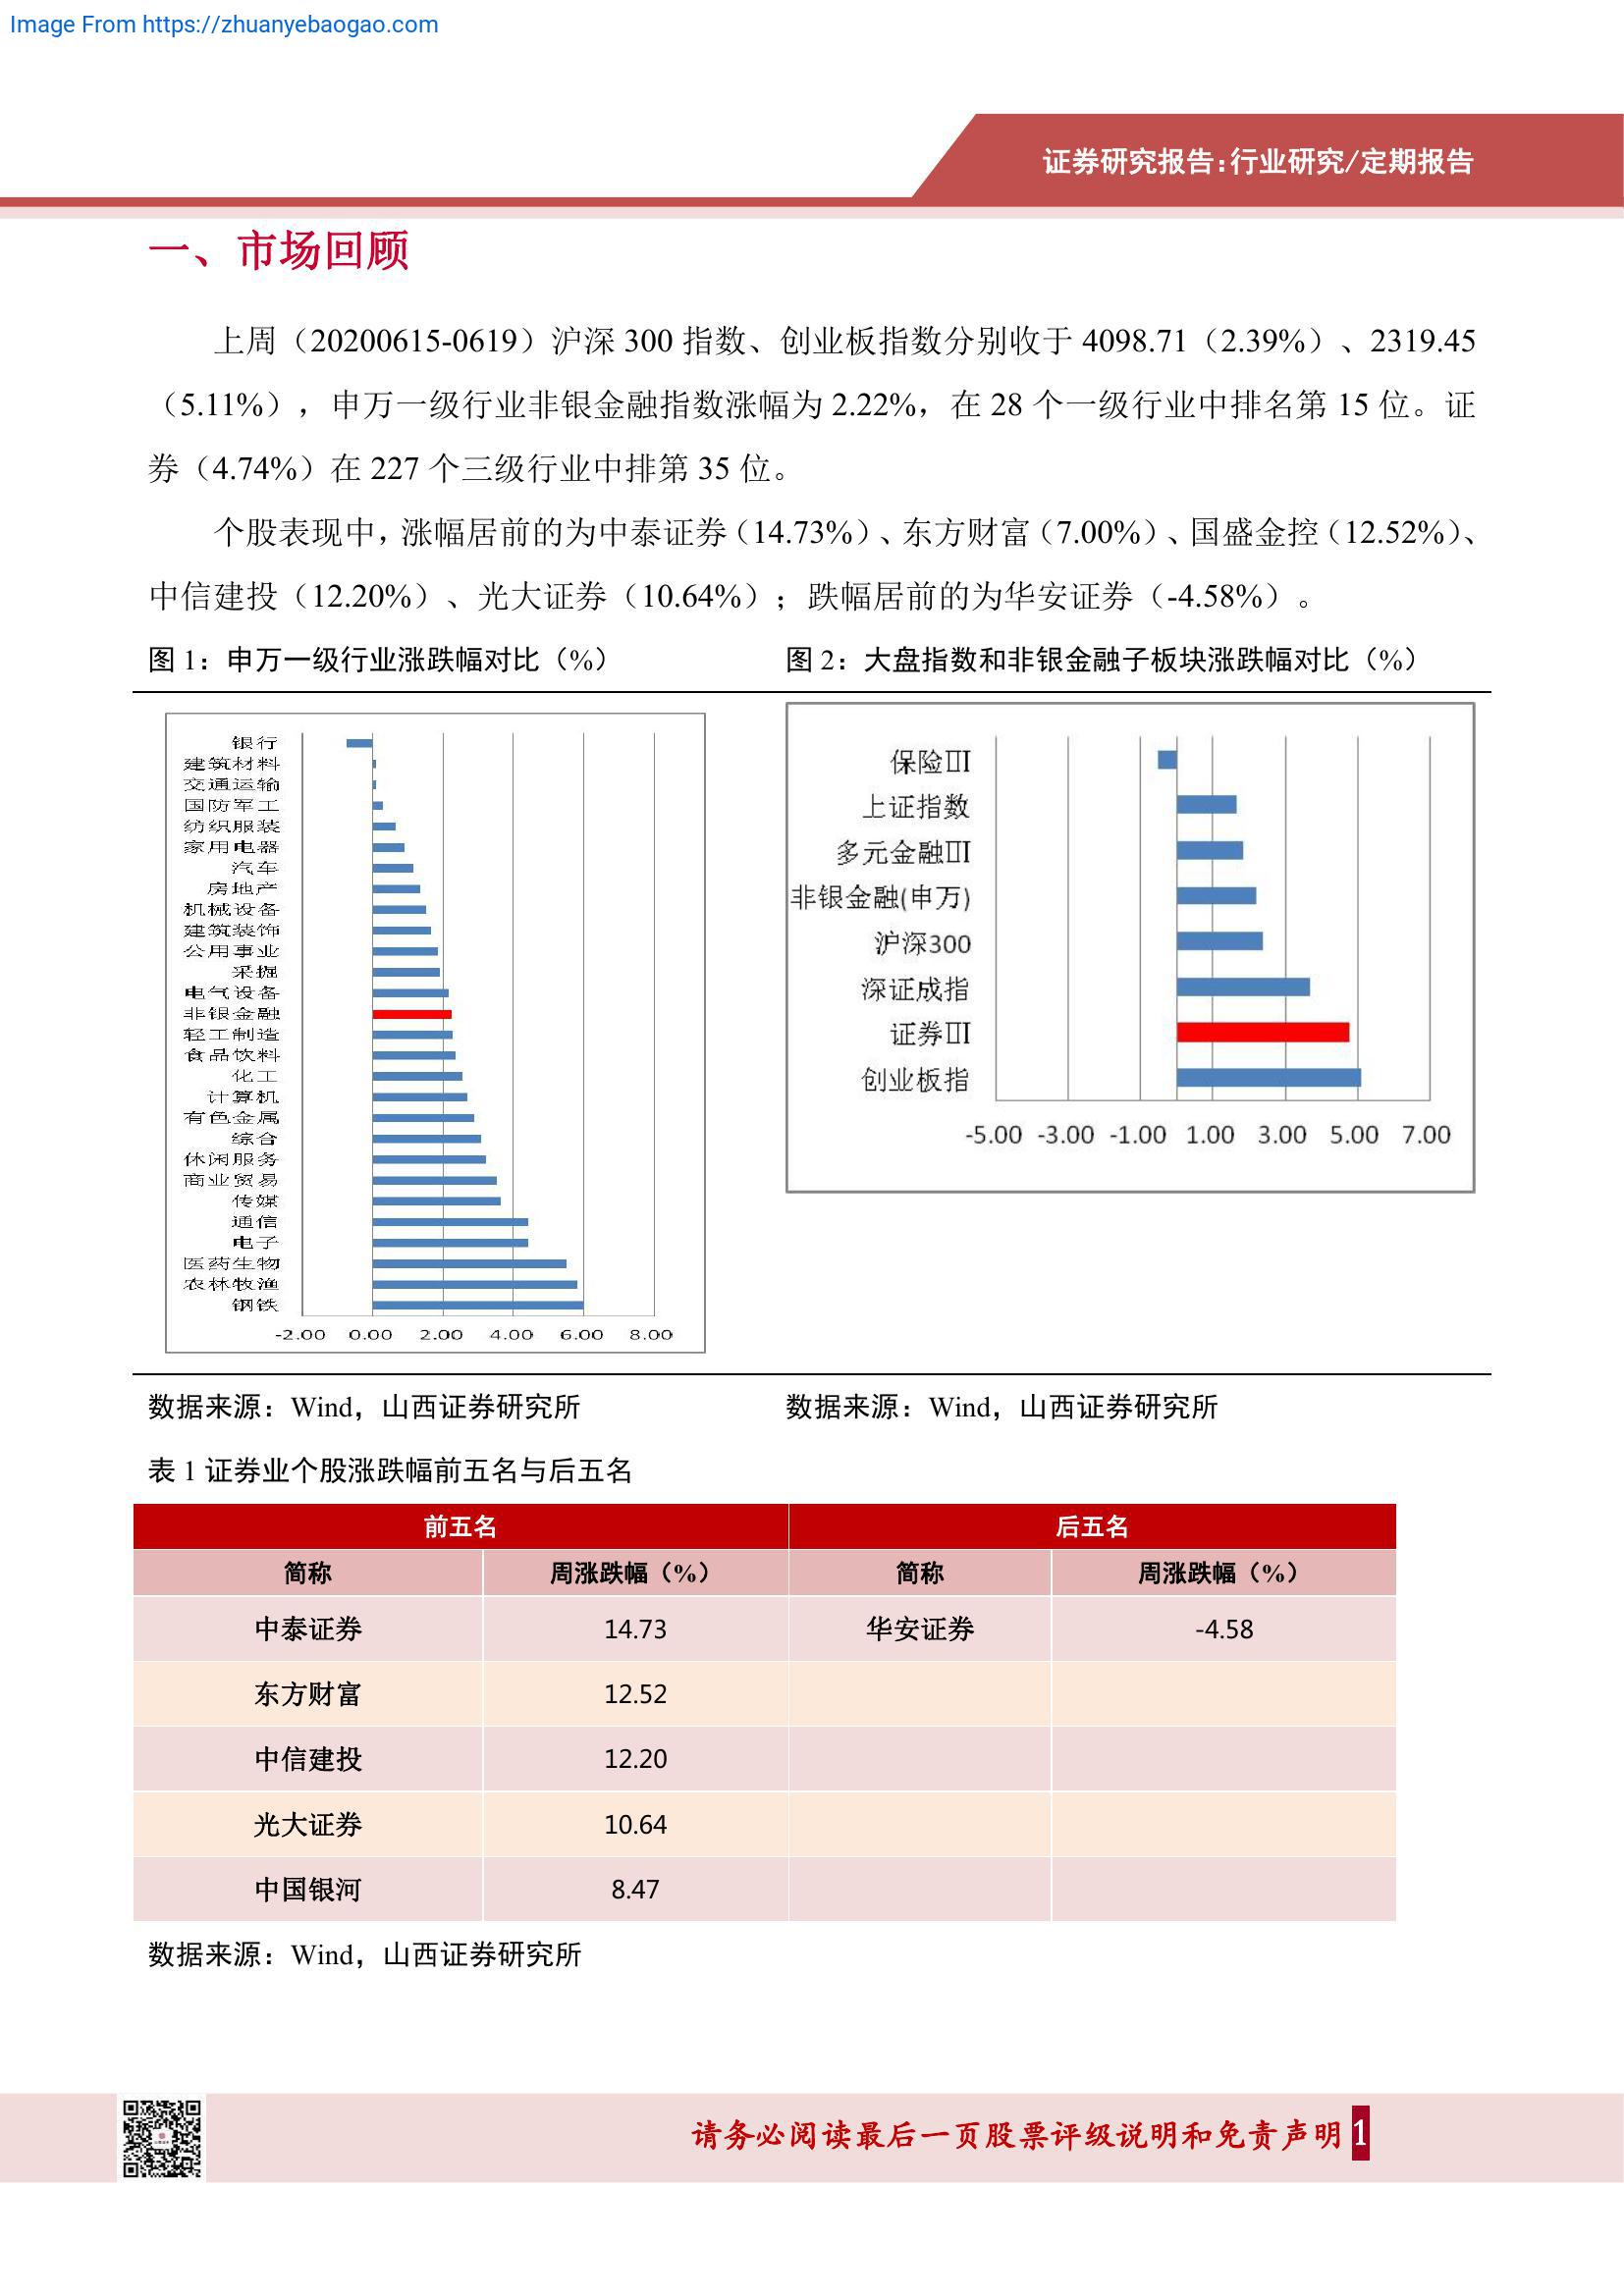 Image From https://zhuanyebaogao.com
证券研究报告:行业研究/定期报告
一、市场回顾
上周（20200615-0619）沪深 300 指数、创业板指数分别收于 4098.71（2.39%）、2319.45
（5.11%），申万一级行业非银金融指数涨幅为 2.22%，在 28 个一级行业中排名第 15 位。证
券（4.74%）在 227 个三级行业中排第 35 位。
个股表现中，涨幅居前的为中泰证券（14.73%）、东方财富（7.00%）、国盛金控（12.52%）、
中信建投（12.20%）、光大证券（10.64%）；跌幅居前的为华安证券（-4.58%）。
图 1：申万一级行业涨跌幅对比（%）
银行
建筑材料
交通运输
国防军工
纺织服装
家用电器
汽车
房地产
机械设备
建筑装饰
公用事业
采掘
电气设备
非银金融
轻工制造
食品饮料
化工
计算机
有色金属
综合
休闲服务
商业贸易
传媒
通信
电子
医药生物
农林牧渔
钢铁
-2.00 0.00 2.00 4.00 6.00 8.00
图 2：大盘指数和非银金融子板块涨跌幅对比（%）
保险Ⅲ
上证指数
多元金融Ⅲ
非银金融(申万)
沪深300
深证成指
证券Ⅲ
创业板指
-5.00 -3.00 -1.00 1.00 3.00 5.00 7.00
数据来源：Wind，山西证券研究所 数据来源：Wind，山西证券研究所
表 1 证券业个股涨跌幅前五名与后五名
前五名 后五名
简称 周涨跌幅（%） 简称 周涨跌幅（%）
中泰证券 14.73 华安证券 -4.58
东方财富 12.52
中信建投 12.20
光大证券 10.64
中国银河 8.47
数据来源：Wind，山西证券研究所
请务必阅读最后一页股票评级说明和免责声明 1